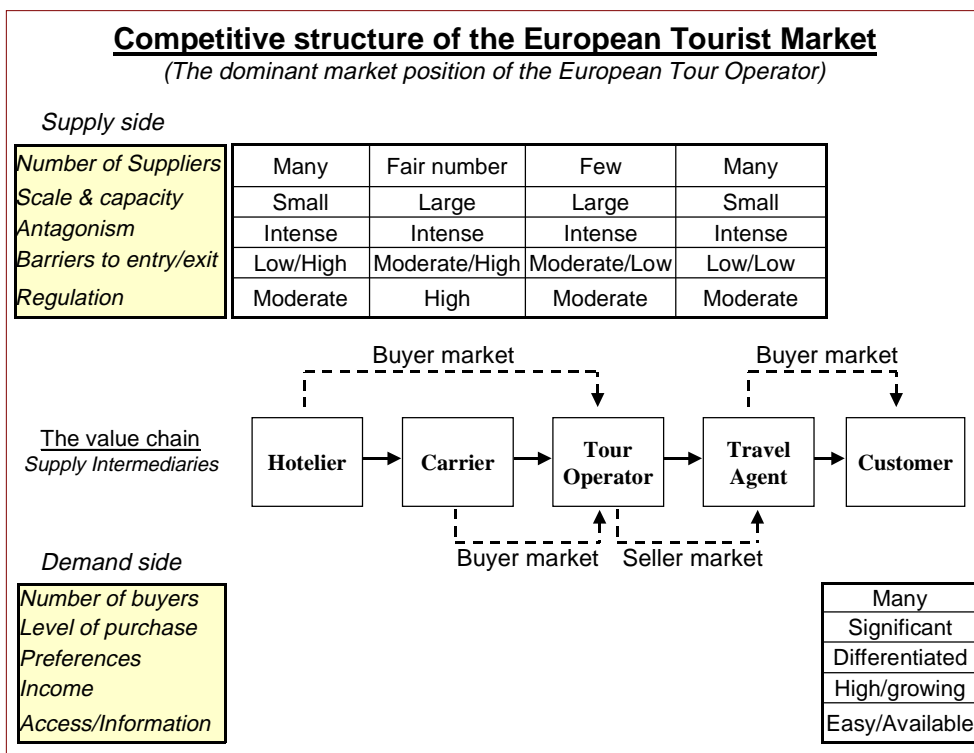 Competitive structure of the European Tourist Market
(The dominant market position of the European Tour Operator)
Supply side
Number of Suppliers Many Fair number Few Many
Scale & capacity Small Large Large Small
Antagonism Intense Intense Intense Intense
Barriers to entry/exit Low/High Moderate/High Moderate/Low Low/Low
Regulation Moderate High Moderate Moderate
Buyer market Buyer market
The value chain
Supply Intermediaries
Hotelier Carrier Tour Operator Travel Agent Customer
Buyer market Seller market
Demand side
Number of buyers Many
Level of purchase Significant
Preferences Differentiated
Income High/growing
Access/Information Easy/Available